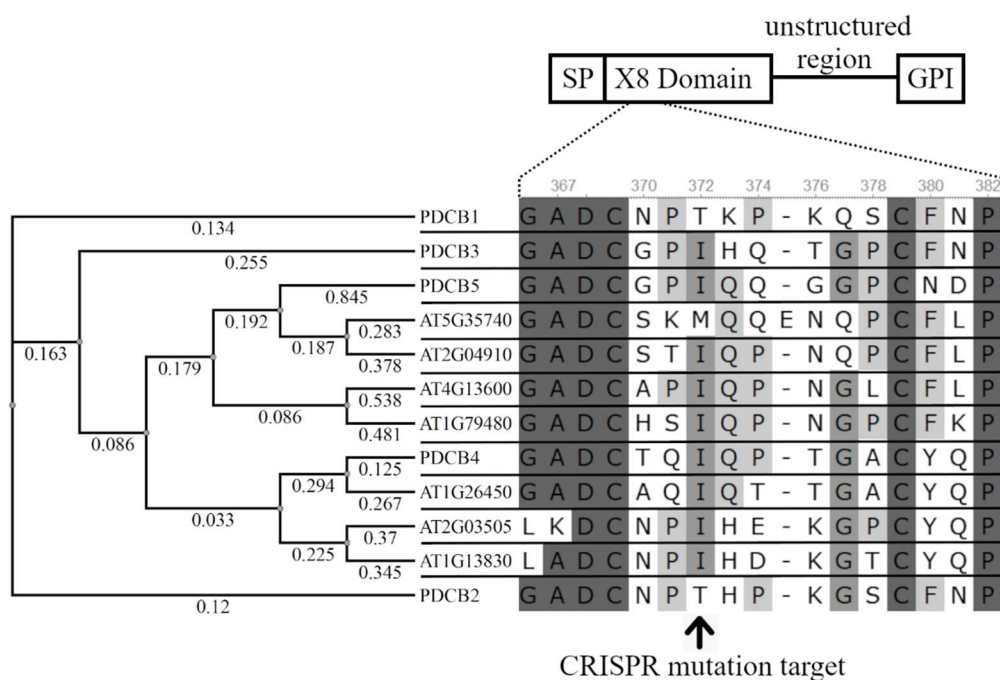 unstructured
region
SP X8 Domain GPI
367 370 372 374 376 378 380 382
PDCB1 G A D C N P T K P - K Q S C F N P
0.134
PDCB3 G A D C G P I H Q - T G P C F N P
0.255
PDCB5 G A D C G P I Q Q - G G P C N D P
0.845
0.192
AT5G35740 G A D C S K M Q Q E N Q P C F L P
0.283
0.187
AT2G04910 G A D C S T I Q P - N Q P C F L P
0.163
0.378
0.179
AT4G13600 G A D C A P I Q P - N G L C F L P
0.538
0.086
AT1G79480 G A D C H S I Q P - N G P C F K P
0.481
0.086
PDCB4 G A D C T Q I Q P - T G A C Y Q P
0.125
0.294
AT1G26450 G A D C A Q I Q T - T G A C Y Q P
0.267
0.033
AT2G03505 L K D C N P I H E - K G P C Y Q P
0.37
0.225
AT1G13830 L A D C N P I H D - K G T C Y Q P
0.345
PDCB2 G A D C N P T H P - K G S C F N P
0.12
CRISPR mutation target